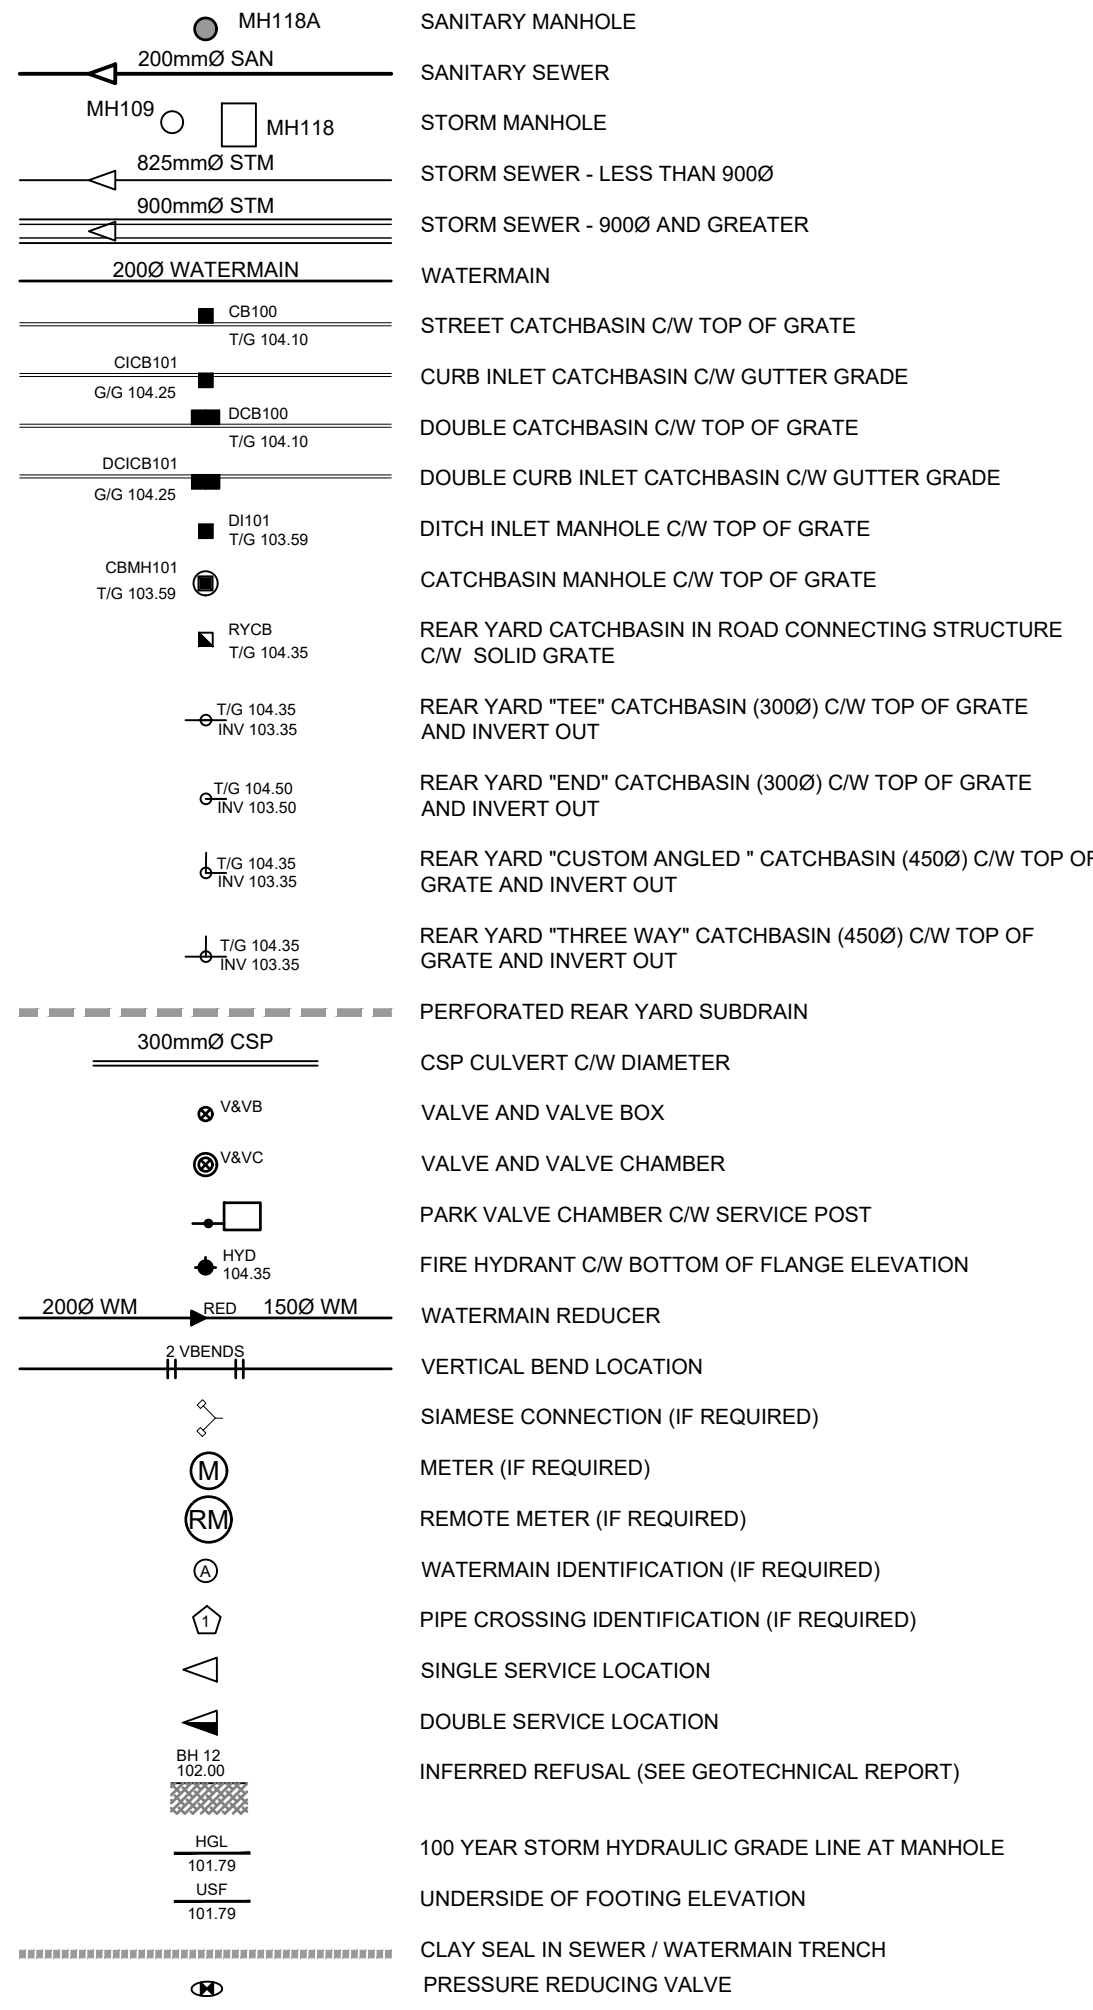 MH118A SANITARY MANHOLE
200mmØ SAN SANITARY SEWER
MH109 MH118 STORM MANHOLE
825mmØ STM STORM SEWER - LESS THAN 900Ø
900mmØ STM STORM SEWER - 900Ø AND GREATER
200Ø WATERMAIN WATERMAIN
CB100
T/G 104.10
STREET CATCHBASIN C/W TOP OF GRATE
CICB101
G/G 104.25
CURB INLET CATCHBASIN C/W GUTTER GRADE
DCB100
T/G 104.10
DOUBLE CATCHBASIN C/W TOP OF GRATE
DCICB101
G/G 104.25
DOUBLE CURB INLET CATCHBASIN C/W GUTTER GRADE
DI101
T/G 103.59
DITCH INLET MANHOLE C/W TOP OF GRATE
CBMH101
T/G 103.59
CATCHBASIN MANHOLE C/W TOP OF GRATE
RYCB
T/G 104.35
REAR YARD CATCHBASIN IN ROAD CONNECTING STRUCTURE
C/W SOLID GRATE
T/G 104.35
INV 103.35
REAR YARD "TEE" CATCHBASIN (300Ø) C/W TOP OF GRATE
AND INVERT OUT
T/G 104.50
INV 103.50
REAR YARD "END" CATCHBASIN (300Ø) C/W TOP OF GRATE
AND INVERT OUT
T/G 104.35
INV 103.35
REAR YARD "CUSTOM ANGLED " CATCHBASIN (450Ø) C/W TOP OF
GRATE AND INVERT OUT
T/G 104.35
INV 103.35
REAR YARD "THREE WAY" CATCHBASIN (450Ø) C/W TOP OF
GRATE AND INVERT OUT
PERFORATED REAR YARD SUBDRAIN
300mmØ CSP CSP CULVERT C/W DIAMETER
V&VB VALVE AND VALVE BOX
V&VC VALVE AND VALVE CHAMBER
PARK VALVE CHAMBER C/W SERVICE POST
HYD
104.35
FIRE HYDRANT C/W BOTTOM OF FLANGE ELEVATION
200Ø WM RED 150Ø WM WATERMAIN REDUCER
2 VBENDS VERTICAL BEND LOCATION
SIAMESE CONNECTION (IF REQUIRED)
M METER (IF REQUIRED)
RM REMOTE METER (IF REQUIRED)
A WATERMAIN IDENTIFICATION (IF REQUIRED)
1 PIPE CROSSING IDENTIFICATION (IF REQUIRED)
SINGLE SERVICE LOCATION
DOUBLE SERVICE LOCATION
BH 12
102.00
INFERRED REFUSAL (SEE GEOTECHNICAL REPORT)
HGL
101.79
100 YEAR STORM HYDRAULIC GRADE LINE AT MANHOLE
USF
101.79
UNDERSIDE OF FOOTING ELEVATION
CLAY SEAL IN SEWER / WATERMAIN TRENCH
PRESSURE REDUCING VALVE